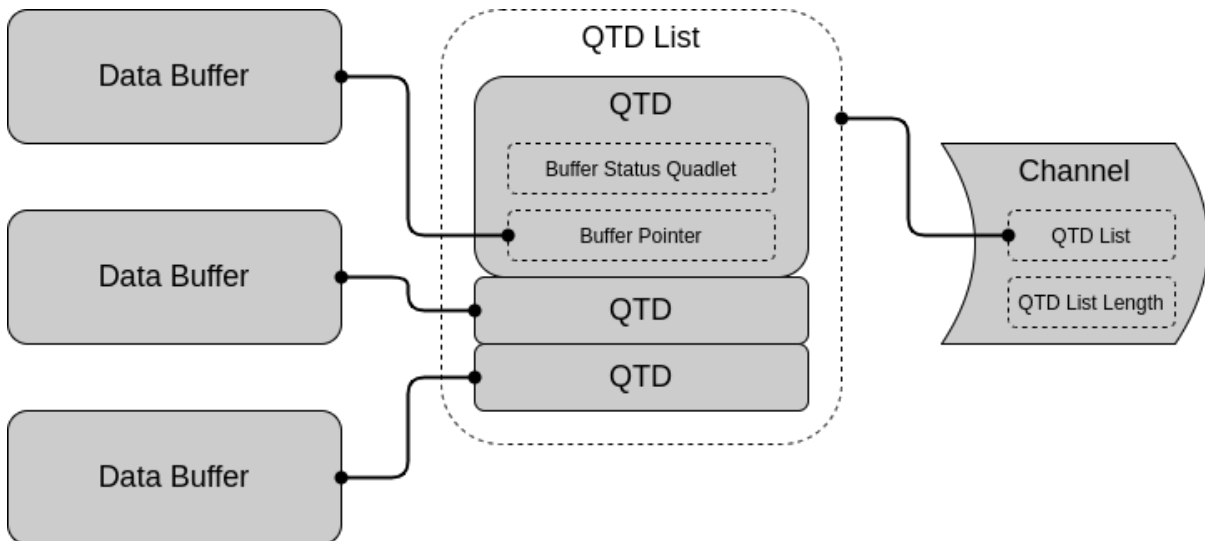 Data Buffer
Data Buffer
Data Buffer
QTD List
QTD
Buffer Status Quadlet
Buffer Pointer
QTD
QTD
Channel
QTD List
QTD List Length